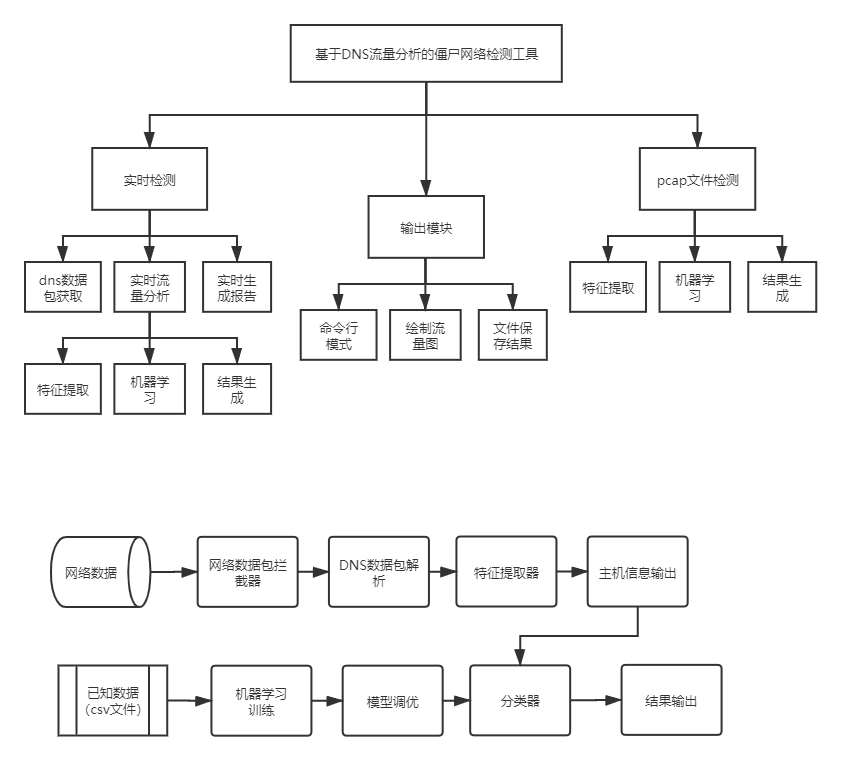 基于DNS流量分析的僵尸网络检测工具
实时检测
输出模块
pcap文件检测
dns数据
包获取
实时流
量分析
实时生
成报告
特征提取
机器学
习
结果生
成
命令行
模式
绘制流
量图
文件保
存结果
特征提取
机器学
习
结果生
成
网络数据
网络数据包拦
截器
DNS数据包解
析
特征提取器
主机信息输出
已知数据
（csv文件）
机器学习
训练
模型调优
分类器
结果输出